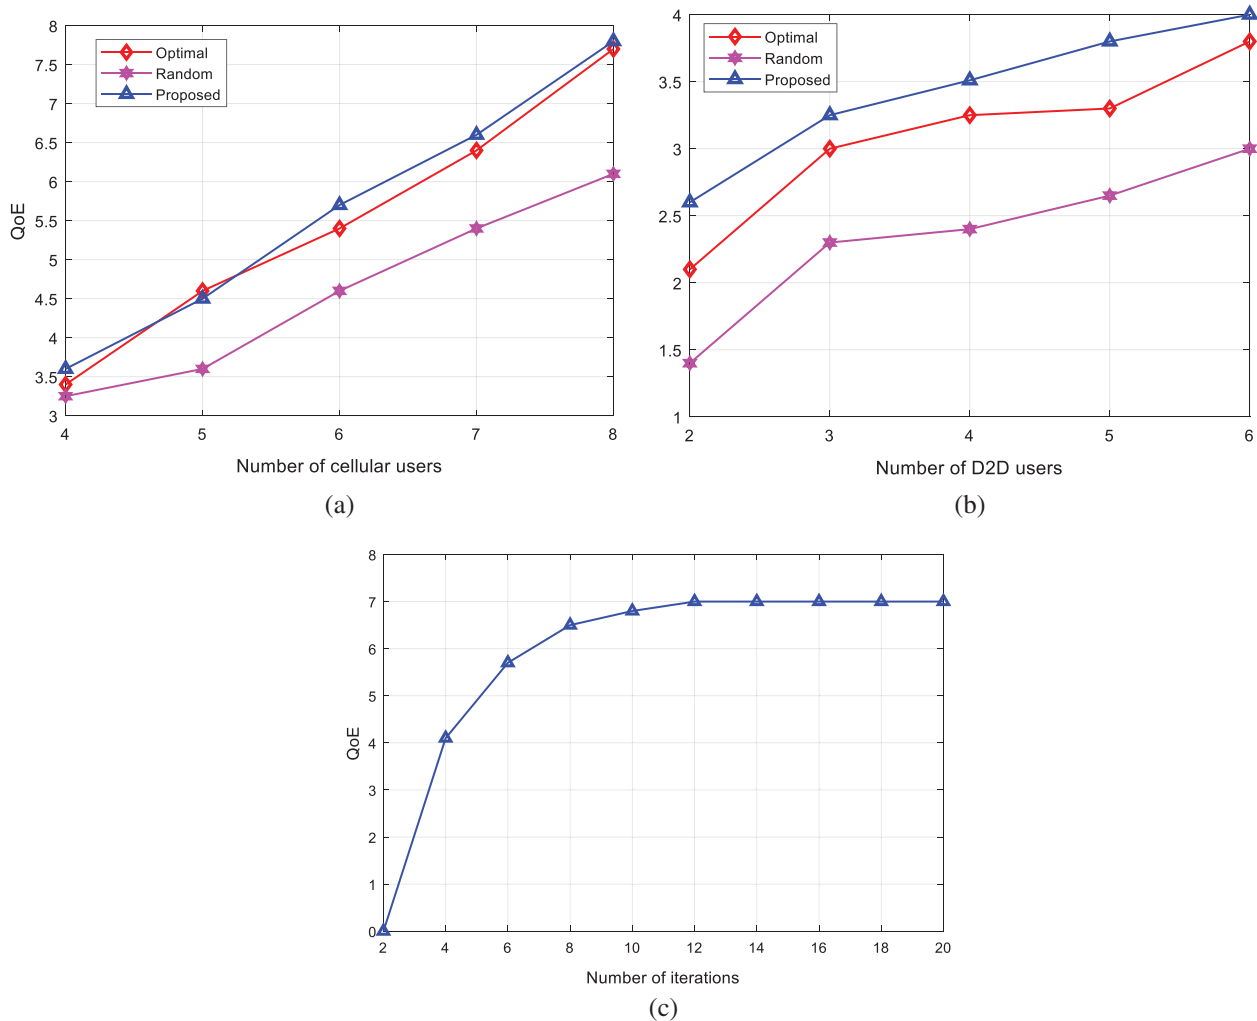 8
7.5
7
6.5
6
5.5
5
4.5
4
3.5
3
QoE
Optimal
Random
Proposed
4 5 6 7 8
Number of cellular users
(a)
4
3.5
3
2.5
2
1.5
1
Optimal
Random
Proposed
2 3 4 5 6
Number of D2D users
(b)
8
7
6
5
4
3
2
1
0
QoE
2 4 6 8 10 12 14 16 18 20
Number of iterations
(c)